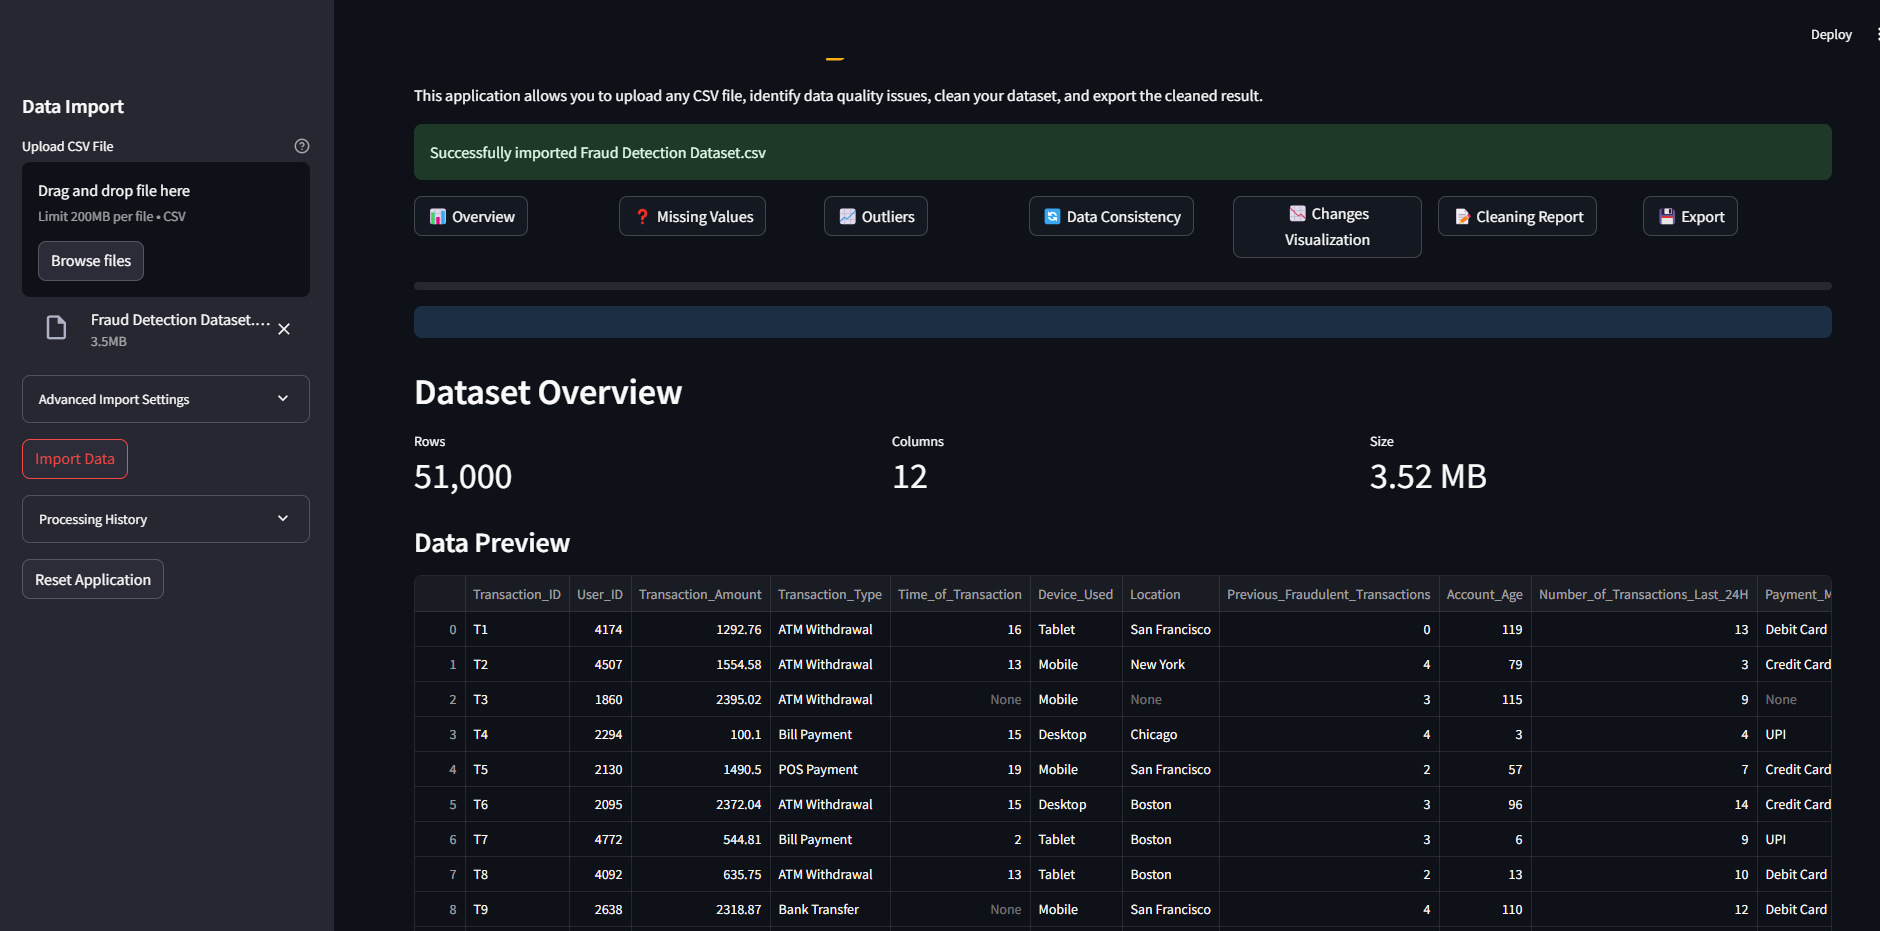 Deploy
Data Import
Upload CSV File
Drag and drop file here
Limit 200MB per file • CSV
Browse files
Fraud Detection Dataset....
3.5MB
Advanced Import Settings
Import Data
Processing History
Reset Application
This application allows you to upload any CSV file, identify data quality issues, clean your dataset, and export the cleaned result.
Successfully imported Fraud Detection Dataset.csv
Overview
Missing Values
Outliers
Data Consistency
Changes
Visualization
Cleaning Report
Export
Dataset Overview
Rows Columns Size
51,000 12 3.52 MB
Data Preview
Transaction_ID User_ID Transaction_Amount Transaction_Type Time_of_Transaction Device_Used Location Previous_Fraudulent_Transactions Account_Age Number_of_Transactions_Last_24H Payment_M
0 T1 4174 1292.76 ATM Withdrawal 16 Tablet San Francisco 0 119 13 Debit Card
1 T2 4507 1554.58 ATM Withdrawal 13 Mobile New York 4 79 3 Credit Card
2 T3 1860 2395.02 ATM Withdrawal None Mobile None 3 115 9 None
3 T4 2294 100.1 Bill Payment 15 Desktop Chicago 4 3 4 UPI
4 T5 2130 1490.5 POS Payment 19 Mobile San Francisco 2 57 7 Credit Card
5 T6 2095 2372.04 ATM Withdrawal 15 Desktop Boston 3 96 14 Credit Card
6 T7 4772 544.81 Bill Payment 2 Tablet Boston 3 6 9 UPI
7 T8 4092 635.75 ATM Withdrawal 13 Tablet Boston 2 13 10 Debit Card
8 T9 2638 2318.87 Bank Transfer None Mobile San Francisco 4 110 12 Debit Card